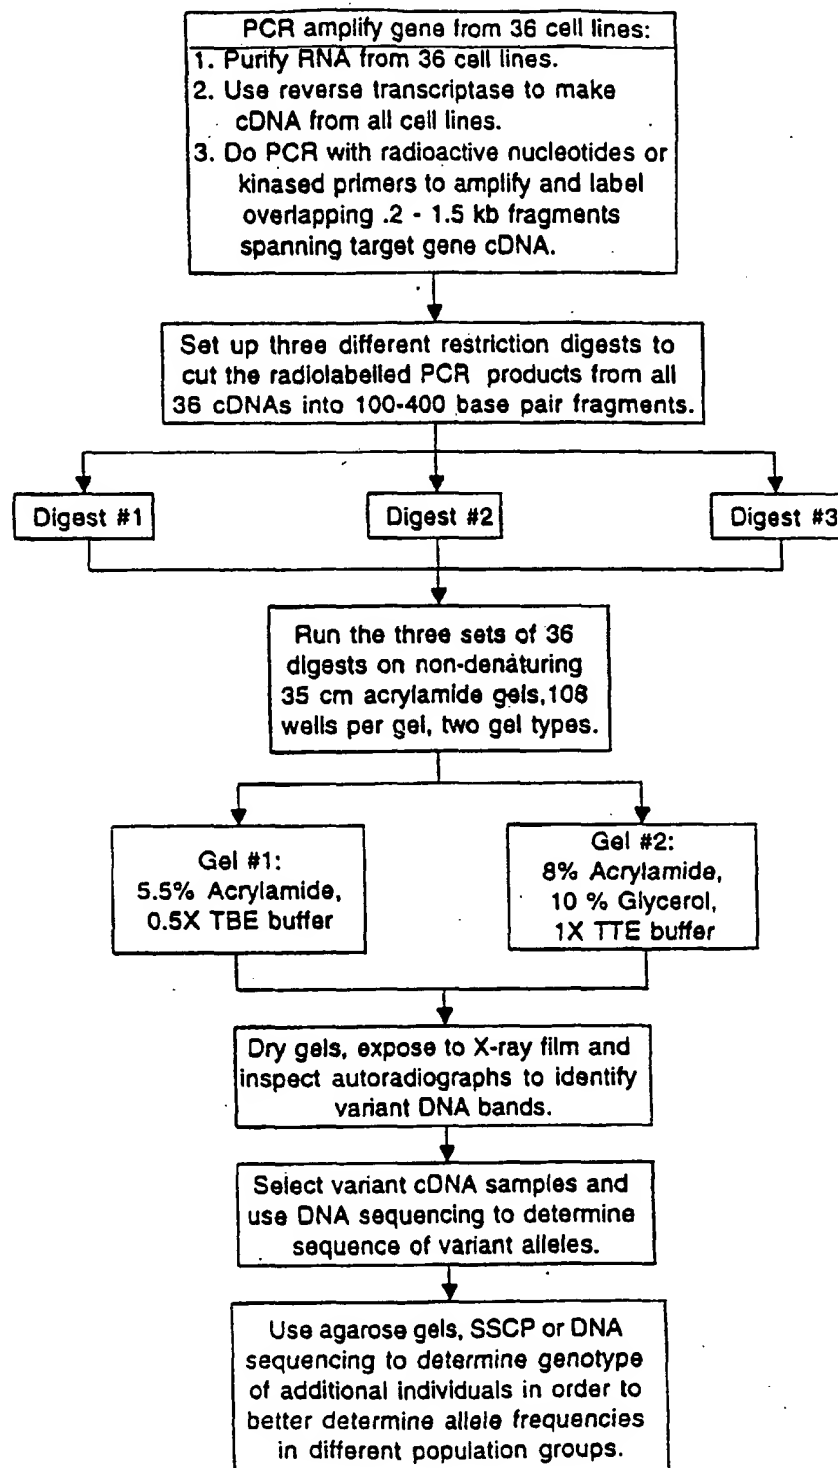 PCR amplify gene from 36 cell lines:
1. Purify RNA from 36 cell lines.
2. Use reverse transcriptase to make
cDNA from all cell lines.
3. Do PCR with radioactive nucleotides or
kinased primers to amplify and label
overlapping .2 - 1.5 kb fragments
spanning target gene cDNA.
Set up three different restriction digests to
cut the radiolabelled PCR products from all
36 cDNAs into 100-400 base pair fragments.
Digest #1
Digest #2
Digest #3
Run the three sets of 36
digests on non-denaturing
35 cm acrylamide gels,108
wells per gel, two gel types.
Gel #1:
5.5% Acrylamide,
0.5X TBE buffer
Gel #2:
8% Acrylamide,
10 % Glycerol,
1X TTE buffer
Dry gels, expose to X-ray film and
inspect autoradiographs to identify
variant DNA bands.
Select variant cDNA samples and
use DNA sequencing to determine
sequence of variant alleles.
Use agarose gels, SSCP or DNA
sequencing to determine genotype
of additional individuals in order to
better determine allele frequencies
in different population groups.